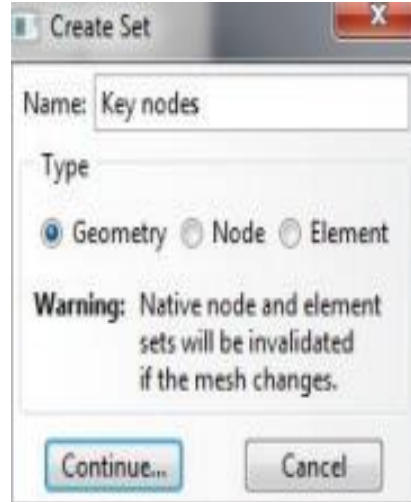 Create Set
X
Name: Key nodes
Type
Geometry Node Element
Warning: Native node and element
sets will be invalidated
if the mesh changes.
Continue... Cancel